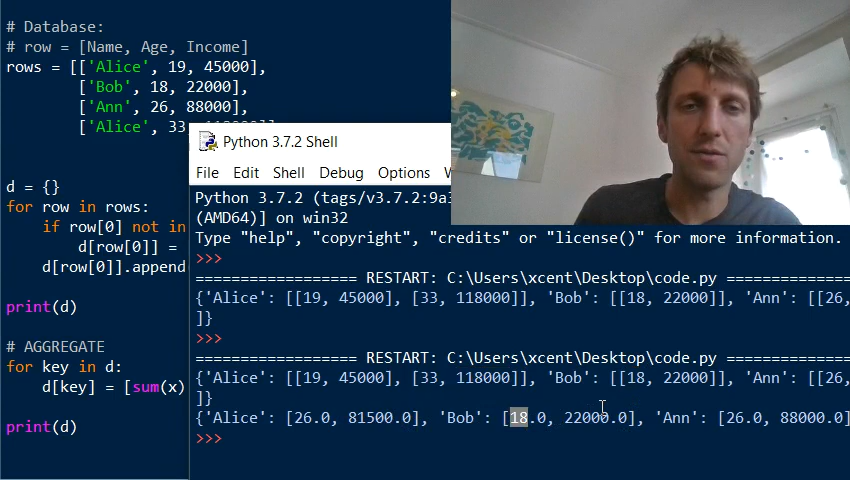 # Database:
# row = [Name, Age, Income]
rows = [['Alice', 19, 45000],
['Bob', 18, 22000],
['Ann', 26, 88000],
['Alice', 33, 118000]]
d = {}
for row in rows:
if row[0] not in
d[row[0]] =
d[row[0]].append
print(d)
# AGGREGATE
for key in d:
d[key] = [sum(x)
print(d)
Python 3.7.2 Shell
File Edit Shell Debug Options
Python 3.7.2 (tags/v3.7.2:9a3
(AMD64)] on win32
Type "help", "copyright", "credits" or "license()" for more information.
>>>
================== RESTART: C:\Users\xcent\Desktop\code.py =============
{'Alice': [[19, 45000], [33, 118000]], 'Bob': [[18, 22000]], 'Ann': [[26,
]}
>>>
================== RESTART: C:\Users\xcent\Desktop\code.py =============
{'Alice': [[19, 45000], [33, 118000]], 'Bob': [[18, 22000]], 'Ann': [[26,
]}
{'Alice': [26.0, 81500.0], 'Bob': [18.0, 22000.0], 'Ann': [26.0, 88000.0]
>>>